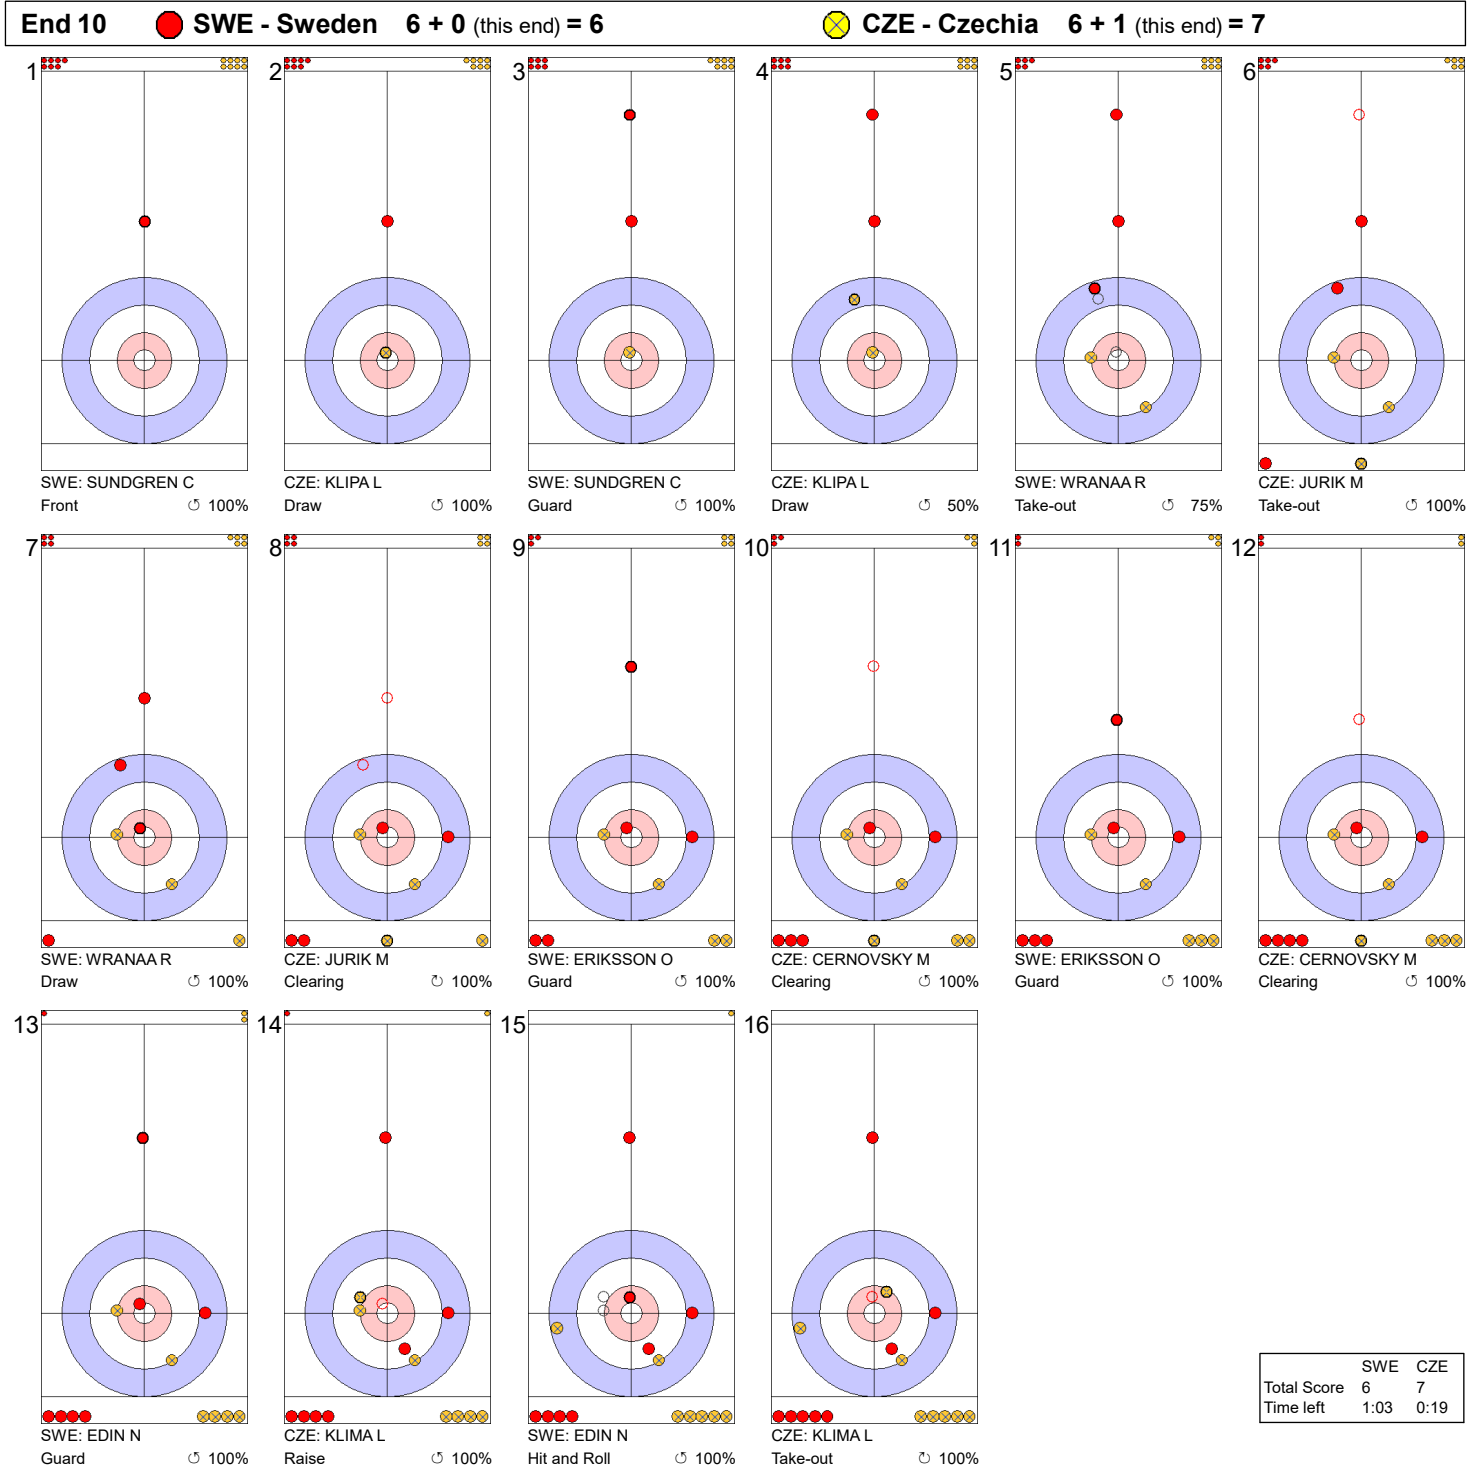 End 10 SWE - Sweden 6 + 0 (this end) = 6 CZE - Czechia 6 + 1 (this end) = 7
1 2 3 4 5 6
SWE: SUNDGREN C CZE: KLIPA L SWE: SUNDGREN C CZE: KLIPA L SWE: WRANAA R CZE: JURIK M
Front ↺ 100% Draw ↺ 100% Guard ↺ 100% Draw ↺ 50% Take-out ↺ 75% Take-out ↺ 100%
7 8 9 10 11 12
SWE: WRANAA R CZE: JURIK M SWE: ERIKSSON O CZE: CERNOVSKY M SWE: ERIKSSON O CZE: CERNOVSKY M
Draw ↺ 100% Clearing ↻ 100% Guard ↺ 100% Clearing ↺ 100% Guard ↺ 100% Clearing ↺ 100%
13 14 15 16
SWE: EDIN N CZE: KLIMA L SWE: EDIN N CZE: KLIMA L
Guard ↺ 100% Raise ↺ 100% Hit and Roll ↺ 100% Take-out ↻ 100%
SWE CZE
Total Score 6 7
Time left 1:03 0:19